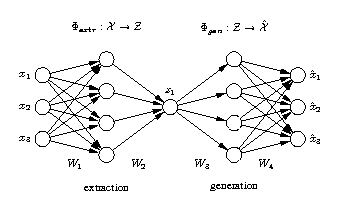 Φ_extr : 𝒳 → 𝒵 Φ_gen : 𝒵 → 𝒳̂
x₁ z₁ x̂₁
x₂ x̂₂
x₃ x̂₃
W₁ W₂ W₃ W₄
extraction generation